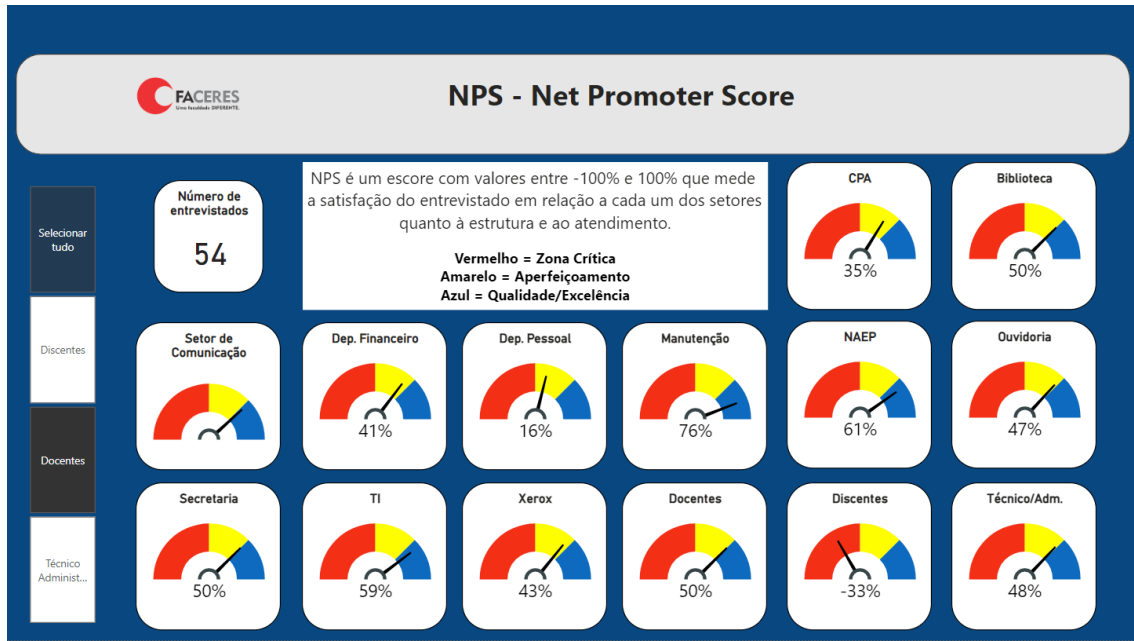 FACERES
Uma faculdade DIFERENTE.
NPS - Net Promoter Score
Selecionar
tudo
Discentes
Docentes
Técnico
Administ...
Número de
entrevistados
54
NPS é um escore com valores entre -100% e 100% que mede
a satisfação do entrevistado em relação a cada um dos setores
quanto à estrutura e ao atendimento.
Vermelho = Zona Crítica
Amarelo = Aperfeiçoamento
Azul = Qualidade/Excelência
CPA
35%
Biblioteca
50%
Setor de
Comunicação
Dep. Financeiro
41%
Dep. Pessoal
16%
Manutenção
76%
NAEP
61%
Ouvidoria
47%
Secretaria
50%
TI
59%
Xerox
43%
Docentes
50%
Discentes
-33%
Técnico/Adm.
48%